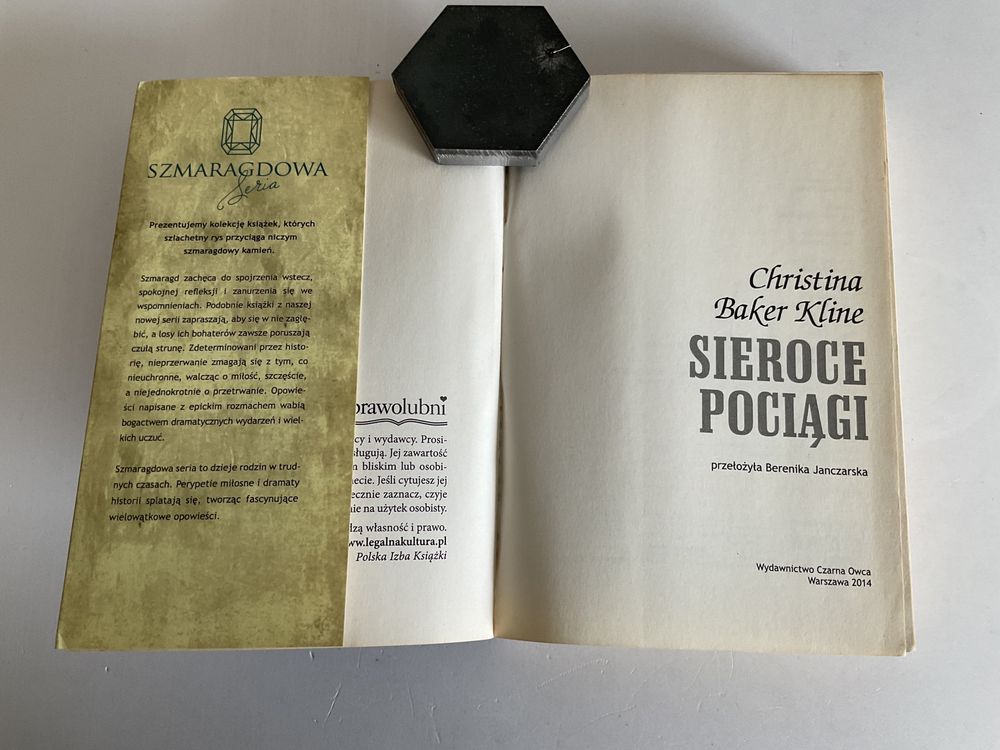 SZMARAGDOWA
Seria
Prezentujemy kolekcję książek, których
szlachetny rys przyciąga niczym
szmaragdowy kamień.
Szmaragd zachęca do spojrzenia wstecz,
spokojnej refleksji i zanurzenia się we
wspomnieniach. Podobnie książki z naszej
nowej serii zapraszają, aby się w nie zagłę-
bić, a losy ich bohaterów zawsze poruszają
czułą strunę. Zdeterminowani przez histo-
rię, nieprzerwanie zmagają się z tym, co
nieuchronne, walcząc o miłość, szczęście,
a niejednokrotnie o przetrwanie. Opowie-
ści napisane z epickim rozmachem wabią
bogactwem dramatycznych wydarzeń i wiel-
kich uczuć.
Szmaragdowa seria to dzieje rodzin w trud-
nych czasach. Perypetie miłosne i dramaty
historii splatają się, tworząc fascynujące
wielowątkowe opowieści.
prawolubni
cy i wydawcy. Prosi-
sługują. Jej zawartość
m bliskim lub osobi-
necie. Jeśli cytujesz jej
ecznie zaznacz, czyje
nie na użytek osobisty.
dzą własność i prawo.
www.legalnakultura.pl
Polska Izba Książki
Christina
Baker Kline
SIEROCE
POCIĄGI
przełożyła Berenika Janczarska
Wydawnictwo Czarna Owca
Warszawa 2014